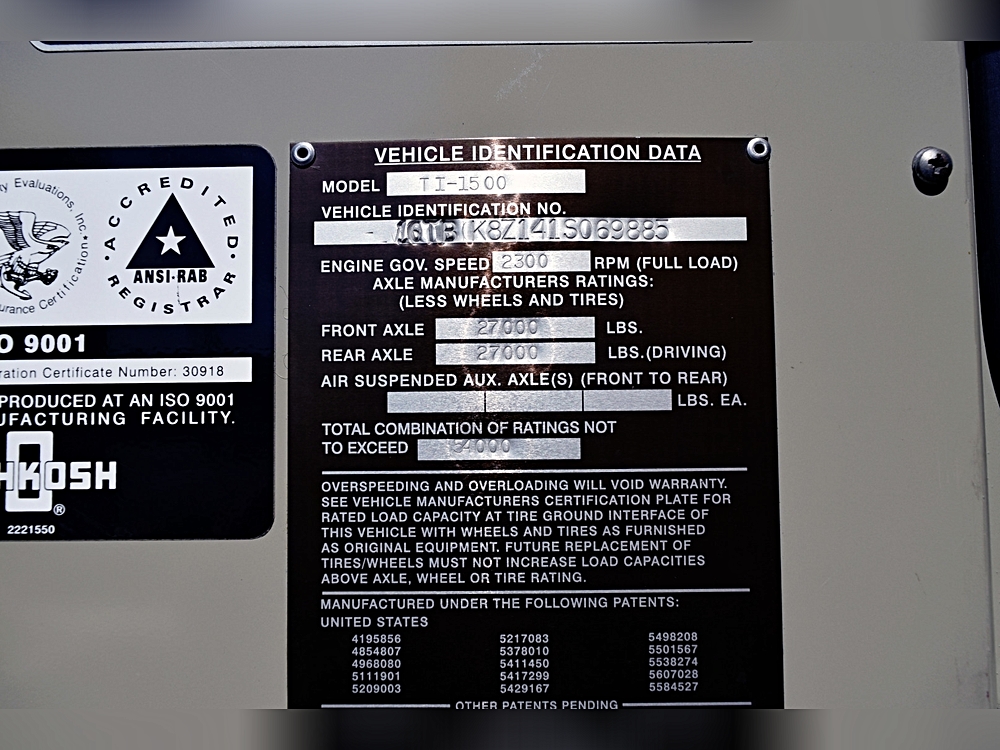 ty Evaluations, Inc.
urance Certification
ACCREDITED
ANSI·RAB
REGISTRAR
O 9001
ration Certificate Number: 30918
PRODUCED AT AN ISO 9001
UFACTURING FACILITY.
HKOSH
®
2221550
VEHICLE IDENTIFICATION DATA
MODEL TI-1500
VEHICLE IDENTIFICATION NO.
K8Z141S069885
ENGINE GOV. SPEED 2300 RPM (FULL LOAD)
AXLE MANUFACTURERS RATINGS:
(LESS WHEELS AND TIRES)
FRONT AXLE 27000 LBS.
REAR AXLE 27000 LBS.(DRIVING)
AIR SUSPENDED AUX. AXLE(S) (FRONT TO REAR)
LBS. EA.
TOTAL COMBINATION OF RATINGS NOT
TO EXCEED 54000
OVERSPEEDING AND OVERLOADING WILL VOID WARRANTY.
SEE VEHICLE MANUFACTURERS CERTIFICATION PLATE FOR
RATED LOAD CAPACITY AT TIRE GROUND INTERFACE OF
THIS VEHICLE WITH WHEELS AND TIRES AS FURNISHED
AS ORIGINAL EQUIPMENT. FUTURE REPLACEMENT OF
TIRES/WHEELS MUST NOT INCREASE LOAD CAPACITIES
ABOVE AXLE, WHEEL OR TIRE RATING.
MANUFACTURED UNDER THE FOLLOWING PATENTS:
UNITED STATES
4195856 5217083 5498208
4854807 5378010 5501567
4968080 5411450 5538274
5111901 5417299 5607028
5209003 5429167 5584527
OTHER PATENTS PENDING